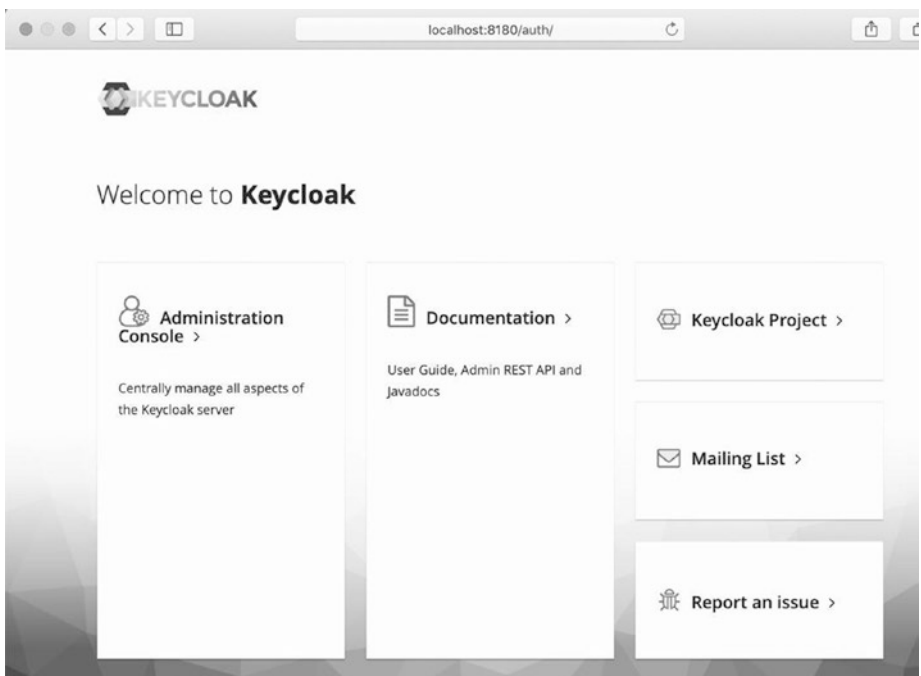 localhost:8180/auth/
KEYCLOAK
Welcome to Keycloak
Administration
Console >
Centrally manage all aspects of
the Keycloak server
Documentation >
User Guide, Admin REST API and
Javadocs
Keycloak Project >
Mailing List >
Report an issue >